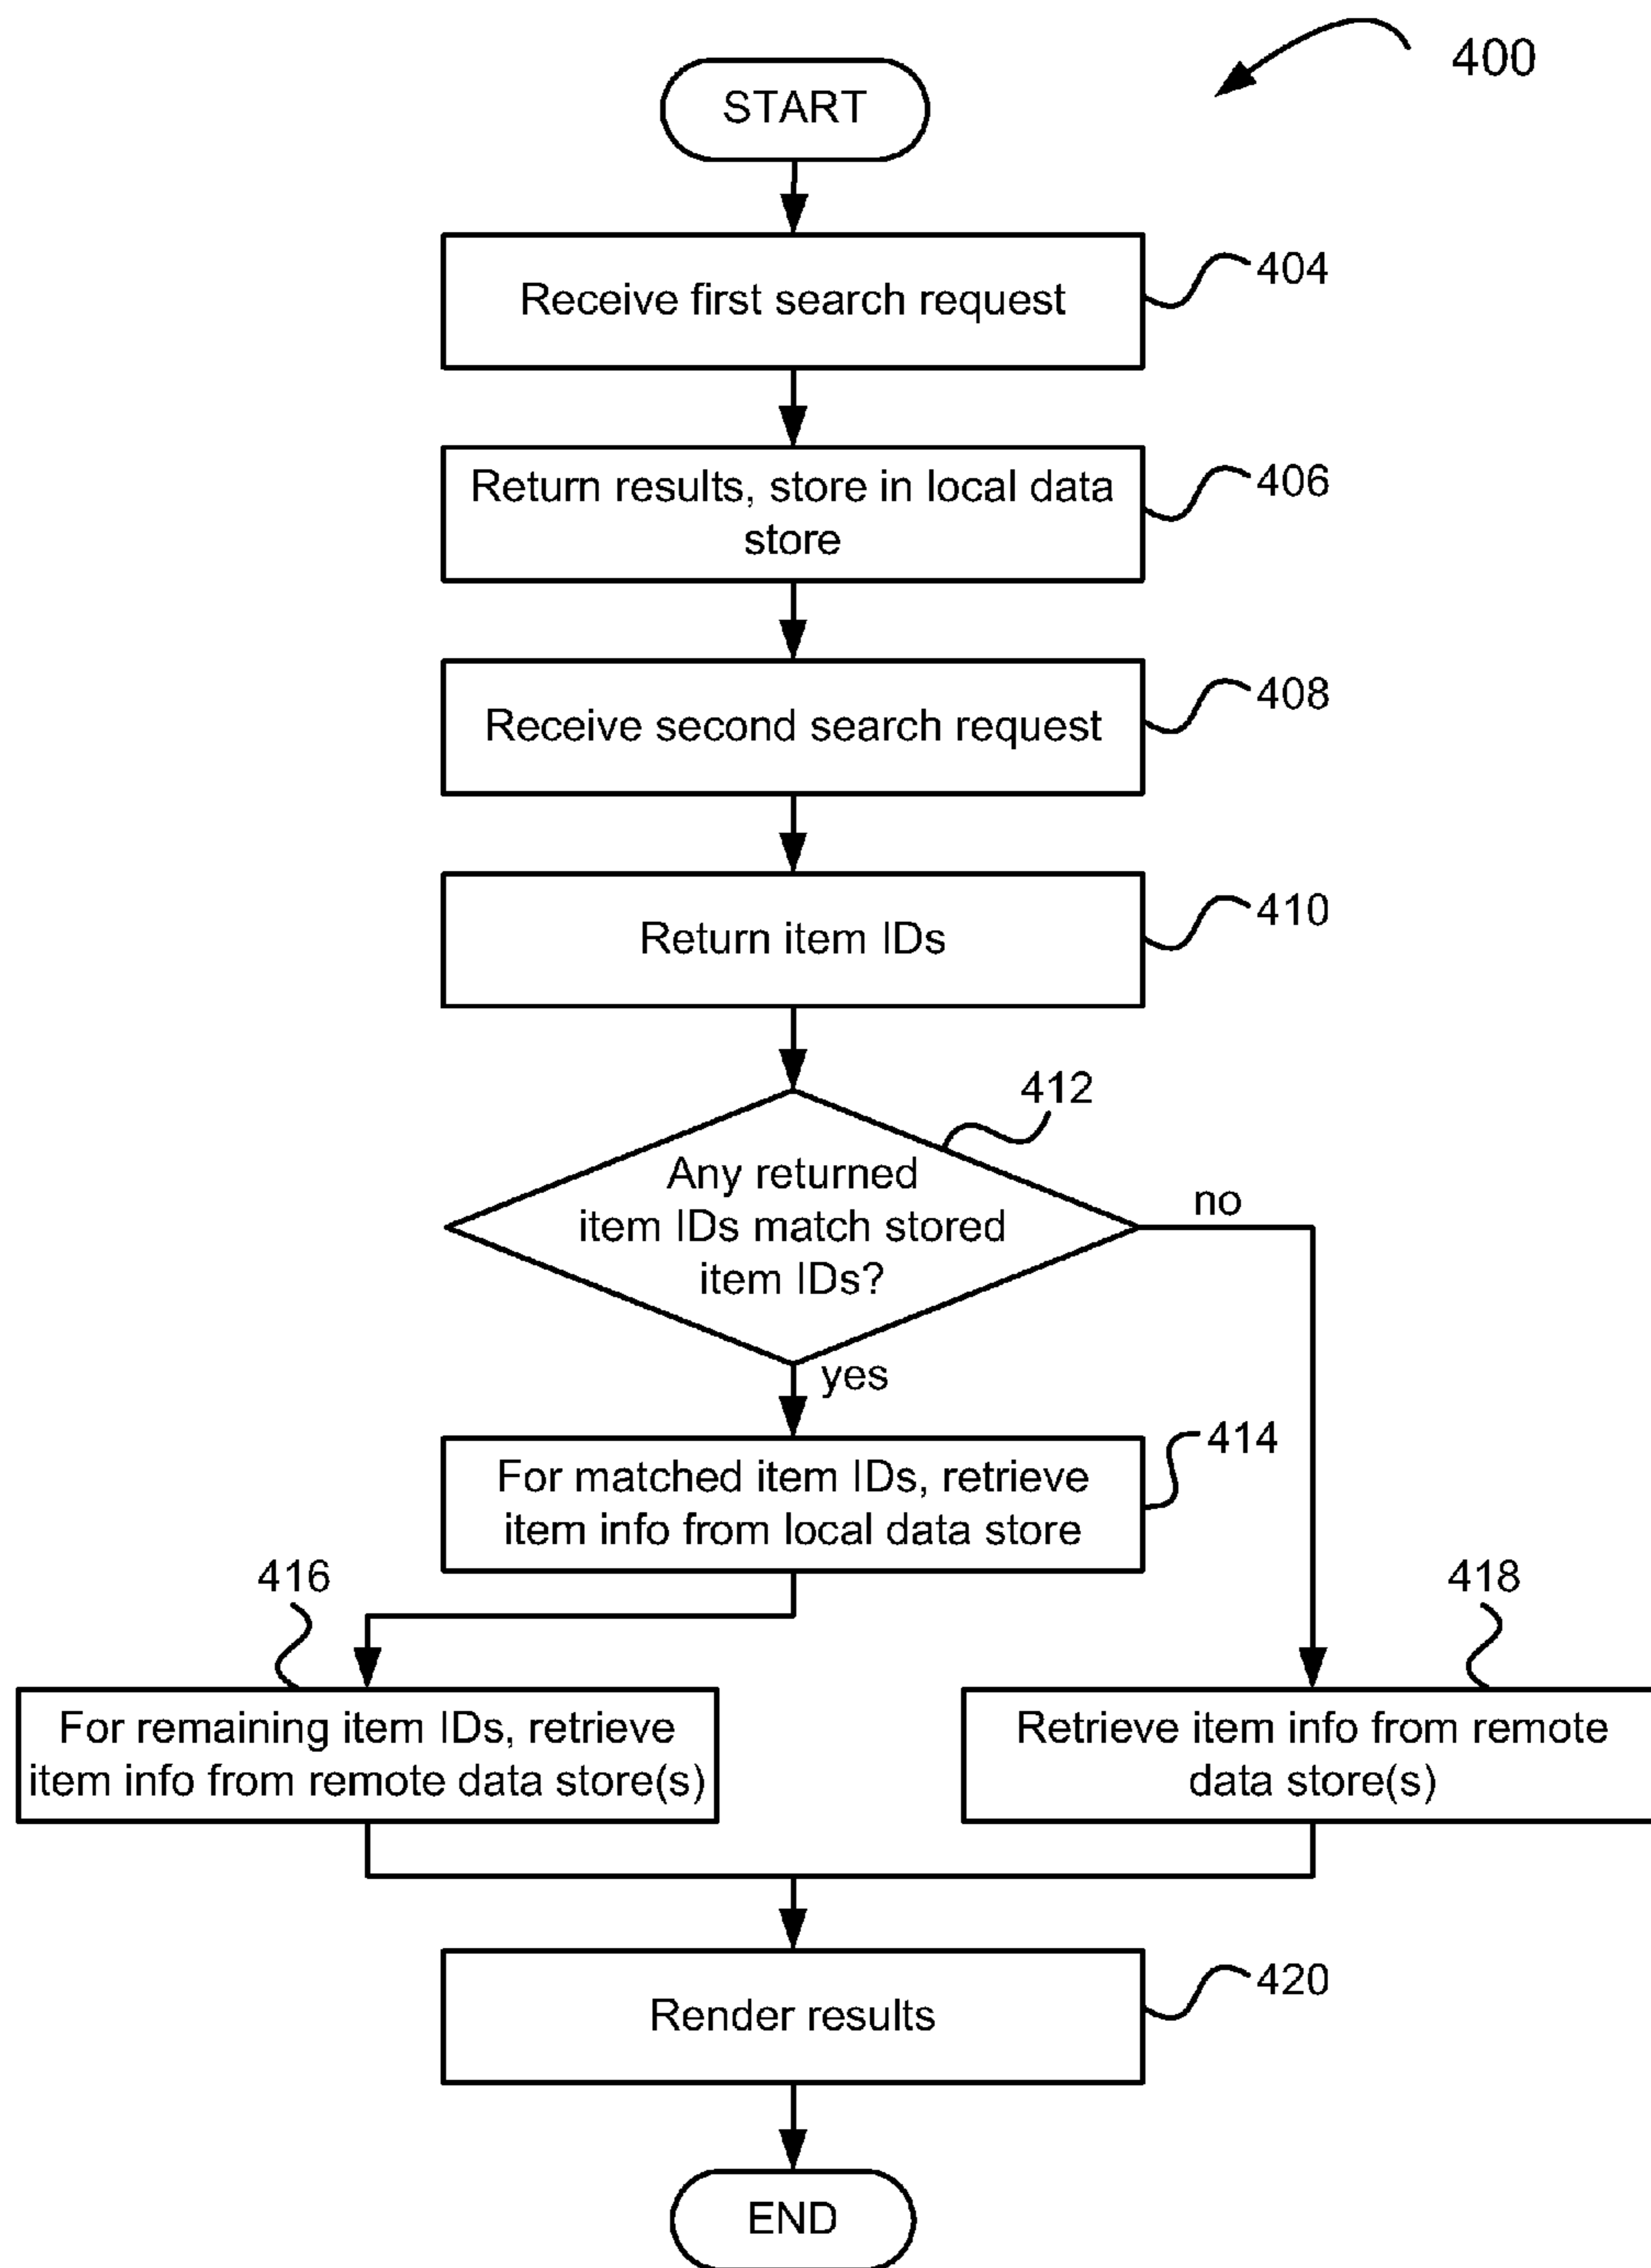 400
START
Receive first search request
404
Return results, store in local data
store
406
Receive second search request
408
Return item IDs
410
412
Any returned
item IDs match stored
item IDs?
no
yes
For matched item IDs, retrieve
item info from local data store
414
416
For remaining item IDs, retrieve
item info from remote data store(s)
418
Retrieve item info from remote
data store(s)
Render results
420
END